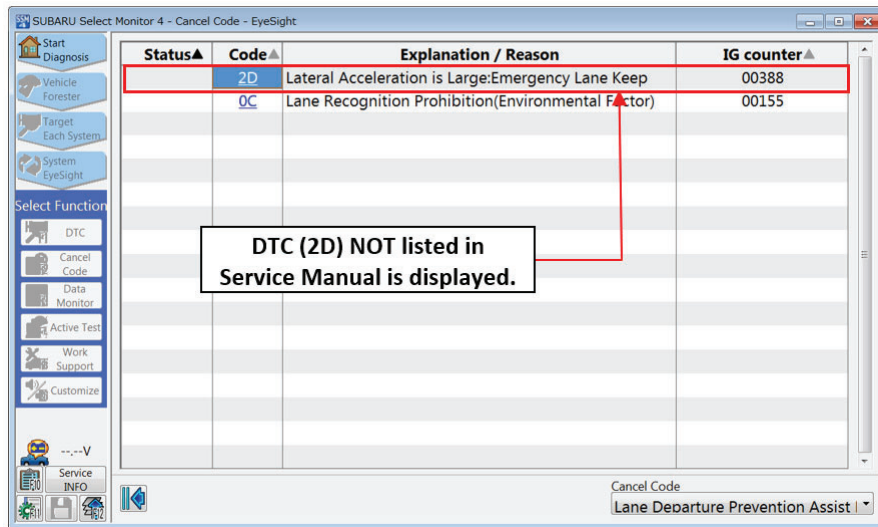 SUBARU Select Monitor 4 - Cancel Code - EyeSight
Start
Diagnosis
Vehicle
Forester
Target
Each System
System
EyeSight
Select Function
DTC
Cancel
Code
Data
Monitor
Active Test
Work
Support
Customize
--.--V
F10
Service
INFO
F11
F12
Status▲ Code▲ Explanation / Reason IG counter▲
2D Lateral Acceleration is Large:Emergency Lane Keep 00388
0C Lane Recognition Prohibition(Environmental Factor) 00155
DTC (2D) NOT listed in
Service Manual is displayed.
Cancel Code
Lane Departure Prevention Assist